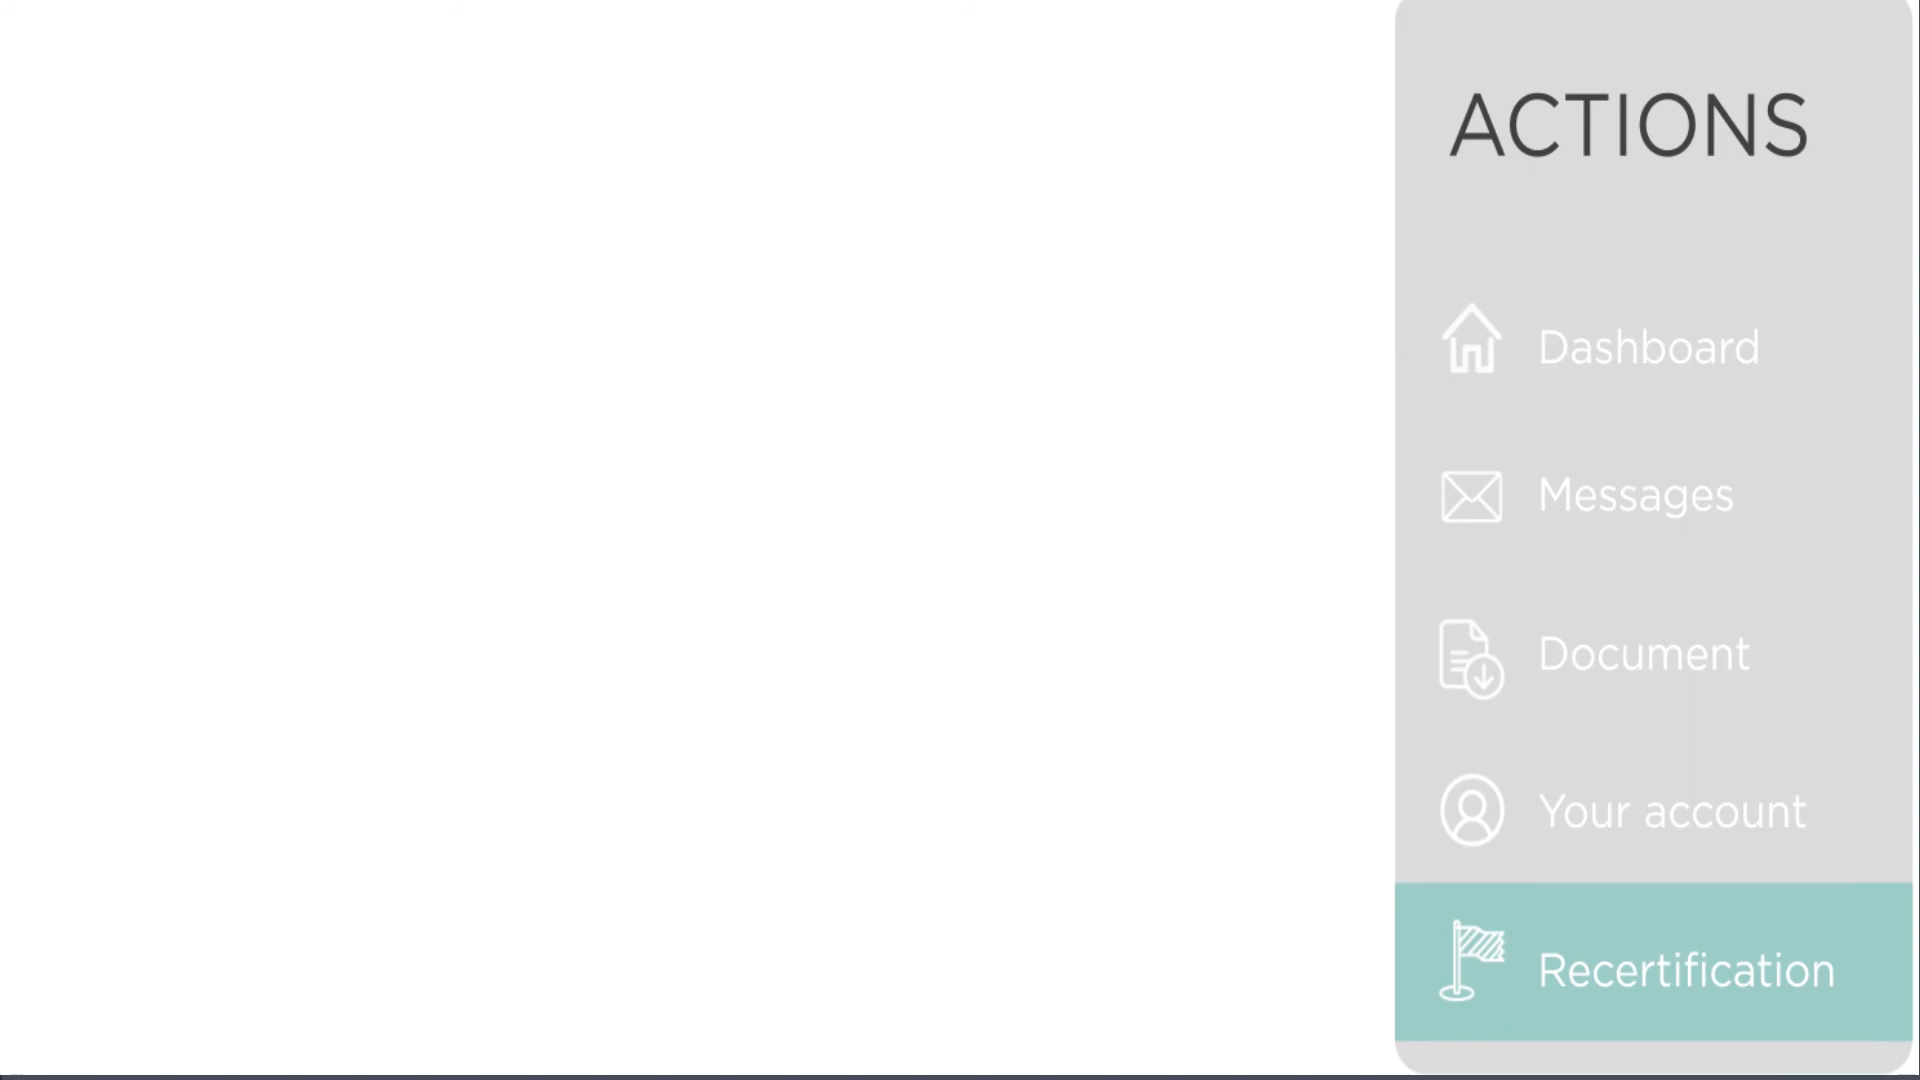 ACTIONS
Dashboard
Messages
Document
Your account
Recertification